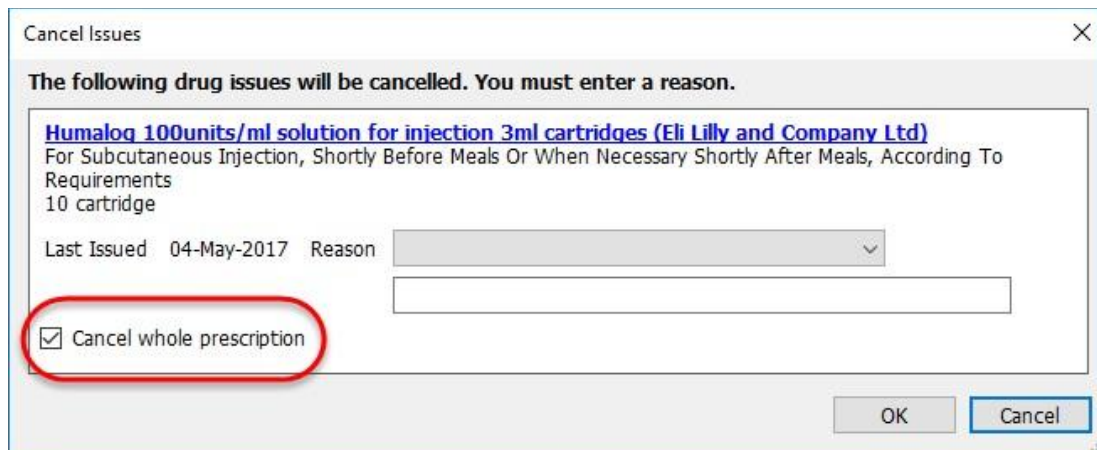 Cancel Issues
The following drug issues will be cancelled. You must enter a reason.
Humalog 100units/ml solution for injection 3ml cartridges (Eli Lilly and Company Ltd)
For Subcutaneous Injection, Shortly Before Meals Or When Necessary Shortly After Meals, According To
Requirements
10 cartridge
Last Issued 04-May-2017 Reason
Cancel whole prescription
OK Cancel